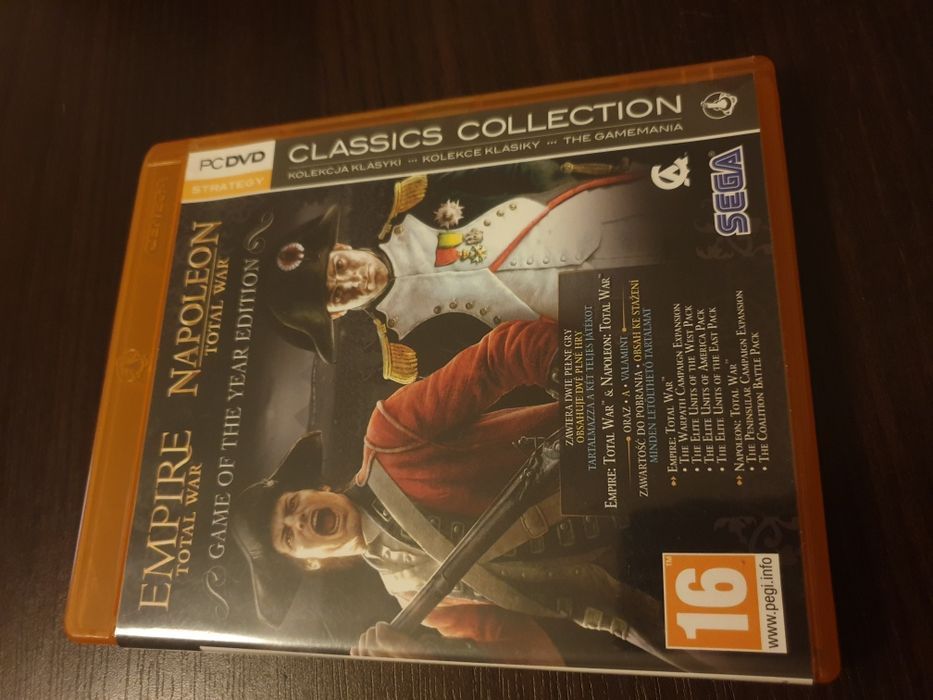 PC DVD
STRATEGY
CLASSICS COLLECTION
KOLEKCJA KLASYKI ··· KOLEKCE KLASIKY ··· THE GAMEMANIA
EMPIRE
TOTAL WAR
NAPOLEON
TOTAL WAR
GAME OF THE YEAR EDITION
SEGA
ZAWIERA DWIE PEŁNE GRY
OBSAHUJE DVĚ PLNÉ HRY
TARTALMAZZA A KÉT TELJES JÁTÉKOT
EMPIRE: TOTAL WAR™ & NAPOLEON: TOTAL WAR™
• ORAZ • A • VALAMINT •
ZAWARTOŚĆ DO POBRANIA • OBSAH KE STAŽENÍ
MINDEN LETÖLTHETŐ TARTALMAT
EMPIRE: TOTAL WAR™
• THE WARPATH CAMPAIGN EXPANSION
• THE ELITE UNITS OF THE WEST PACK
• THE ELITE UNITS OF AMERICA PACK
• THE ELITE UNITS OF THE EAST PACK
NAPOLEON: TOTAL WAR™
• THE PENINSULAR CAMPAIGN EXPANSION
• THE COALITION BATTLE PACK
16
www.pegi.info